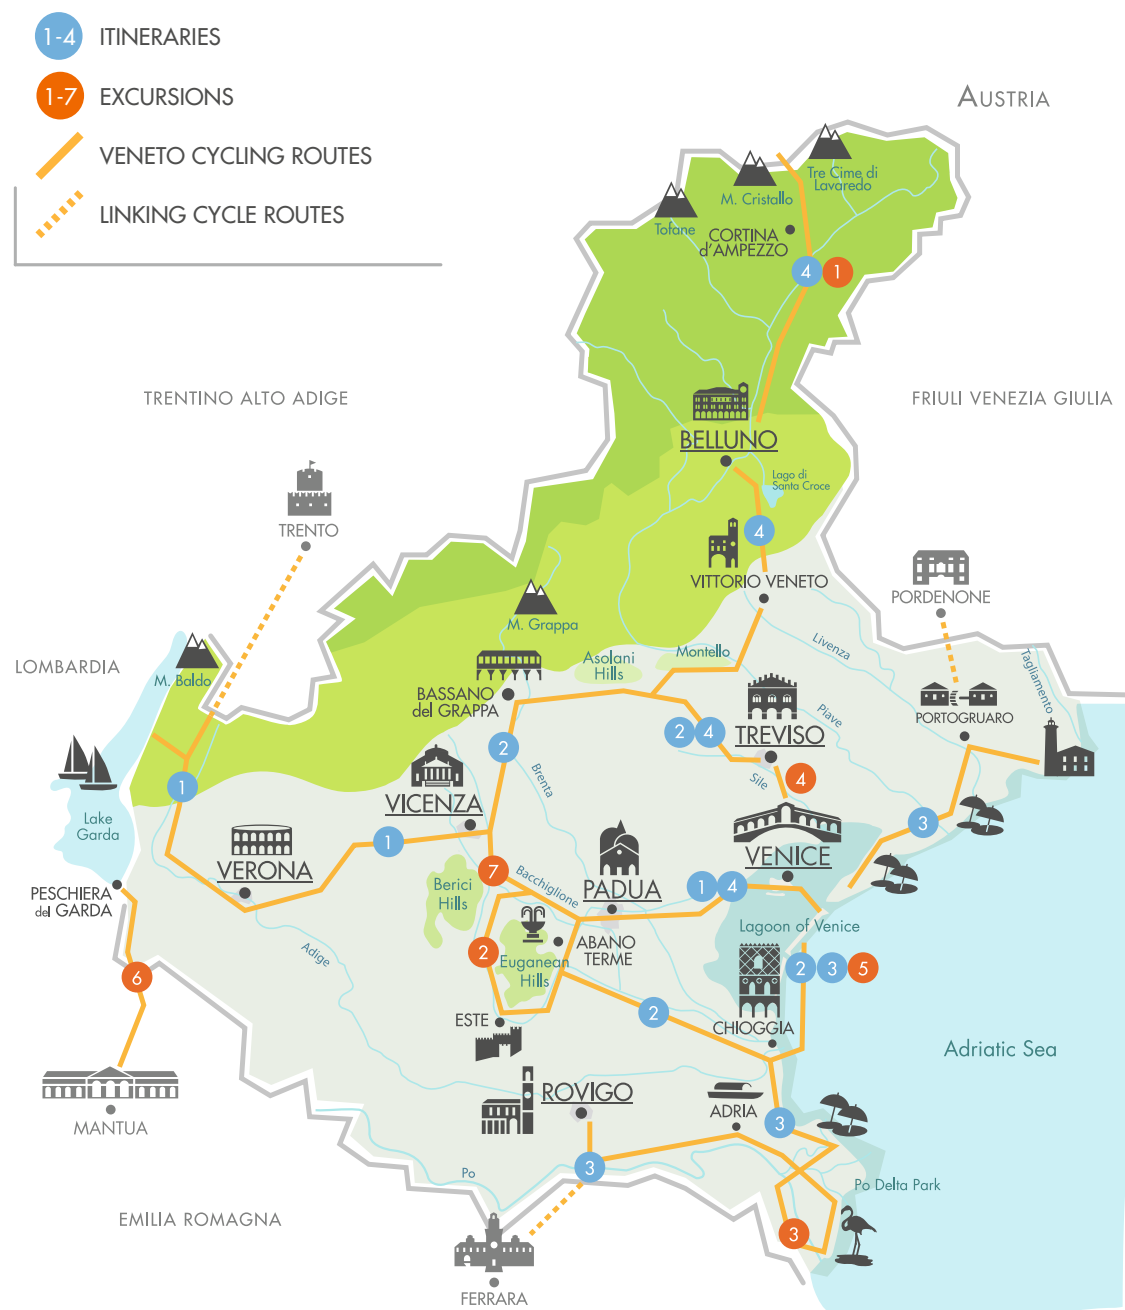 1-4 ITINERARIES
1-7 EXCURSIONS
VENETO CYCLING ROUTES
LINKING CYCLE ROUTES
AUSTRIA
Tre Cime di
Lavaredo
M. Cristallo
Tofane
CORTINA
d'AMPEZZO
4 1
TRENTINO ALTO ADIGE
FRIULI VENEZIA GIULIA
BELLUNO
Lago di
Santa Croce
TRENTO
4
VITTORIO VENETO
PORDENONE
M. Grappa
Livenza
LOMBARDIA
M. Baldo
Asolani
Hills
Montello
Tagliamento
BASSANO
del GRAPPA
Piave
PORTOGRUARO
2 4
TREVISO
2
1
Brenta
Sile
4
VICENZA
Lake
Garda
3
1
VERONA
VENICE
7
Bacchiglione
PADUA
1 4
Berici
Hills
PESCHIERA
del GARDA
Lagoon of Venice
Adige
ABANO
TERME
2
Euganean
Hills
2 3 5
6
2
ESTE
CHIOGGIA
Adriatic Sea
ROVIGO
ADRIA
MANTUA
3
3
Po
Po Delta Park
EMILIA ROMAGNA
3
FERRARA